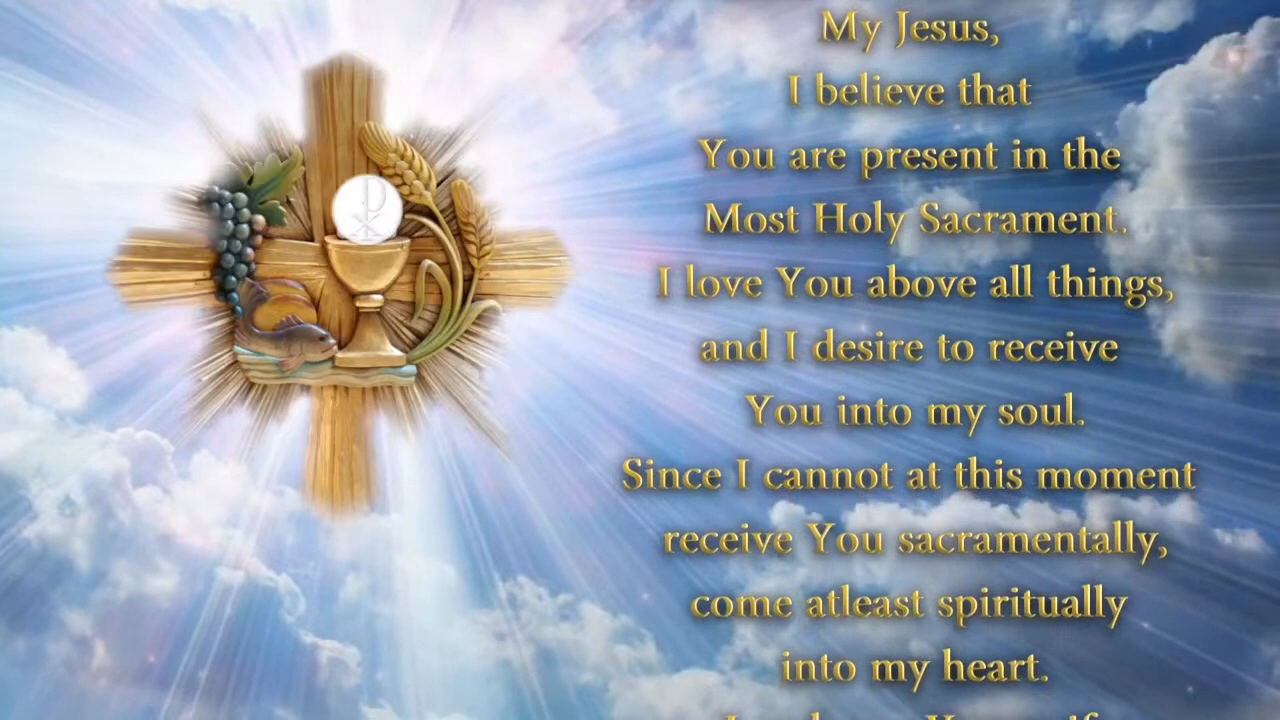 My Jesus,
I believe that
You are present in the
Most Holy Sacrament.
I love You above all things,
and I desire to receive
You into my soul.
Since I cannot at this moment
receive You sacramentally,
come atleast spiritually
into my heart.